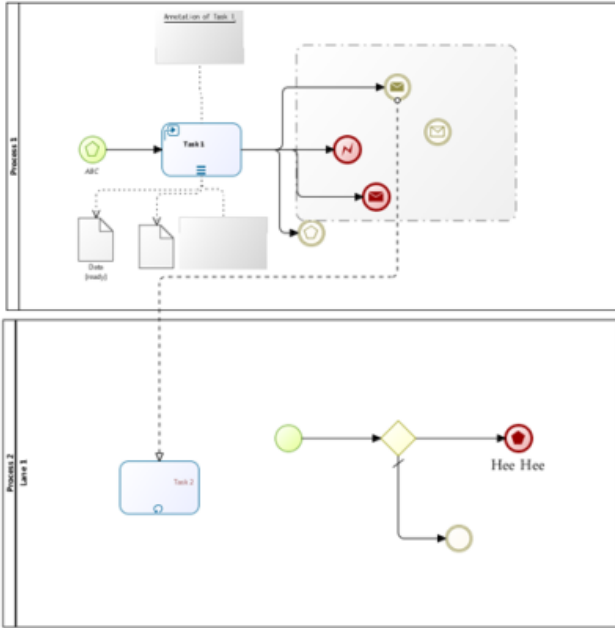 Annotation of Task 1
Process 1
Task 1
ABC
Data
(ready)
Process 2
Lane 1
Task 2
Hee Hee